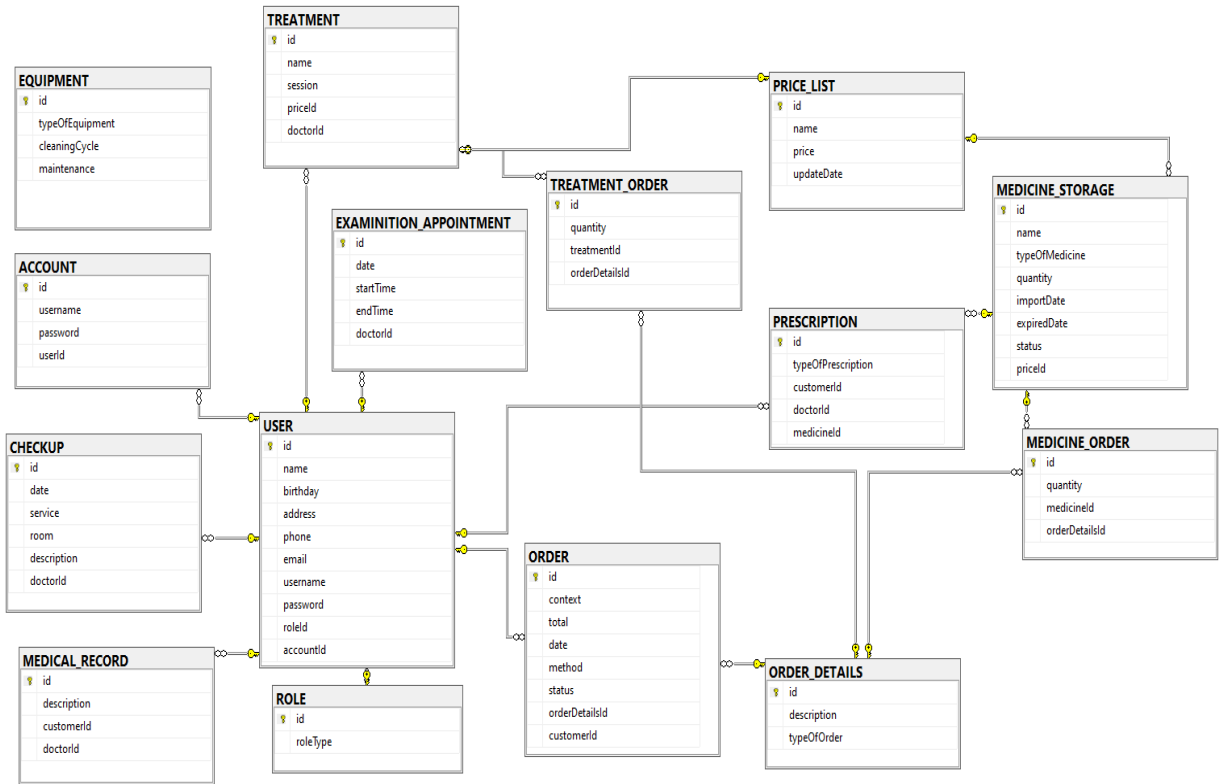 TREATMENT
id
name
session
priceId
doctorId
EQUIPMENT
id
typeOfEquipment
cleaningCycle
maintenance
PRICE_LIST
id
name
price
updateDate
TREATMENT_ORDER
id
quantity
treatmentId
orderDetailsId
MEDICINE_STORAGE
id
name
typeOfMedicine
quantity
importDate
expiredDate
status
priceId
EXAMINITION_APPOINTMENT
id
date
startTime
endTime
doctorId
ACCOUNT
id
username
password
userId
PRESCRIPTION
id
typeOfPrescription
customerId
doctorId
medicineId
USER
id
name
birthday
address
phone
email
username
password
roleId
accountId
CHECKUP
id
date
service
room
description
doctorId
MEDICINE_ORDER
id
quantity
medicineId
orderDetailsId
ORDER
id
context
total
date
method
status
orderDetailsId
customerId
MEDICAL_RECORD
id
description
customerId
doctorId
ROLE
id
roleType
ORDER_DETAILS
id
description
typeOfOrder